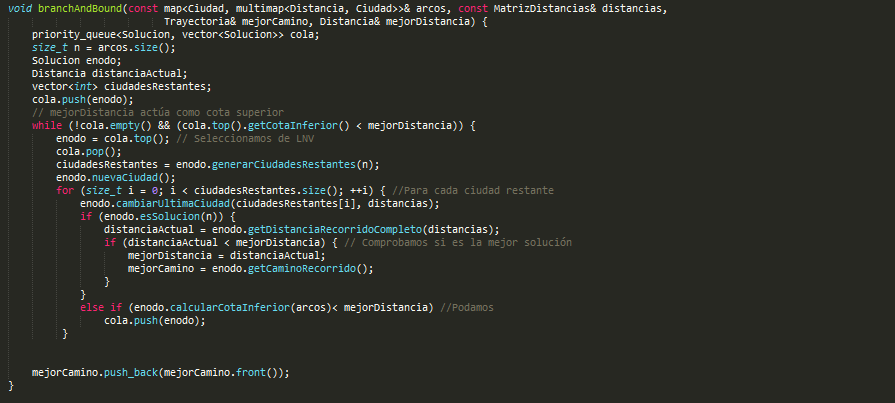 void branchAndBound(const map<Ciudad, multimap<Distancia, Ciudad>>& arcos, const MatrizDistancias& distancias,
Trayectoria& mejorCamino, Distancia& mejorDistancia) {
priority_queue<Solucion, vector<Solucion>> cola;
size_t n = arcos.size();
Solucion enodo;
Distancia distanciaActual;
vector<int> ciudadesRestantes;
cola.push(enodo);
// mejorDistancia actúa como cota superior
while (!cola.empty() && (cola.top().getCotaInferior() < mejorDistancia)) {
enodo = cola.top(); // Seleccionamos de LNV
cola.pop();
ciudadesRestantes = enodo.generarCiudadesRestantes(n);
enodo.nuevaCiudad();
for (size_t i = 0; i < ciudadesRestantes.size(); ++i) { //Para cada ciudad restante
enodo.cambiarUltimaCiudad(ciudadesRestantes[i], distancias);
if (enodo.esSolucion(n)) {
distanciaActual = enodo.getDistanciaRecorridoCompleto(distancias);
if (distanciaActual < mejorDistancia) { // Comprobamos si es la mejor solución
mejorDistancia = distanciaActual;
mejorCamino = enodo.getCaminoRecorrido();
}
}
else if (enodo.calcularCotaInferior(arcos)< mejorDistancia) //Podamos
cola.push(enodo);
}
mejorCamino.push_back(mejorCamino.front());
}